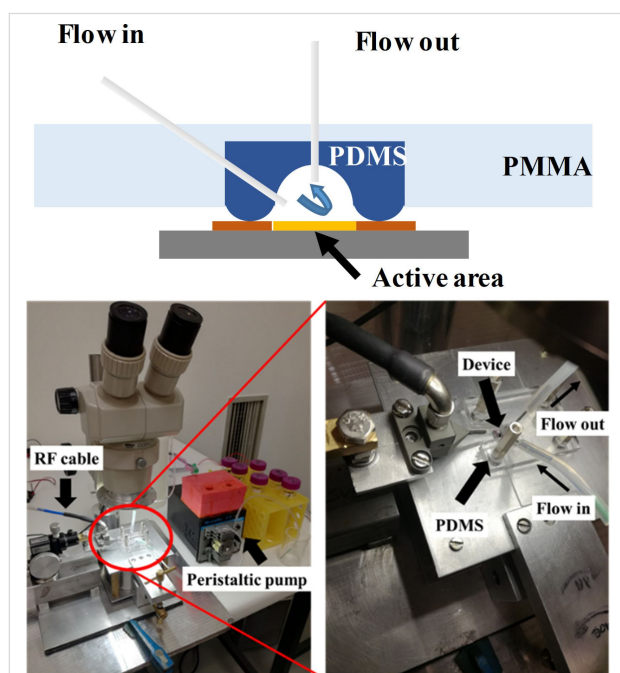 Flow in
Flow out
PDMS
PMMA
Active area
RF cable
Peristaltic pump
Device
Flow out
PDMS
Flow in